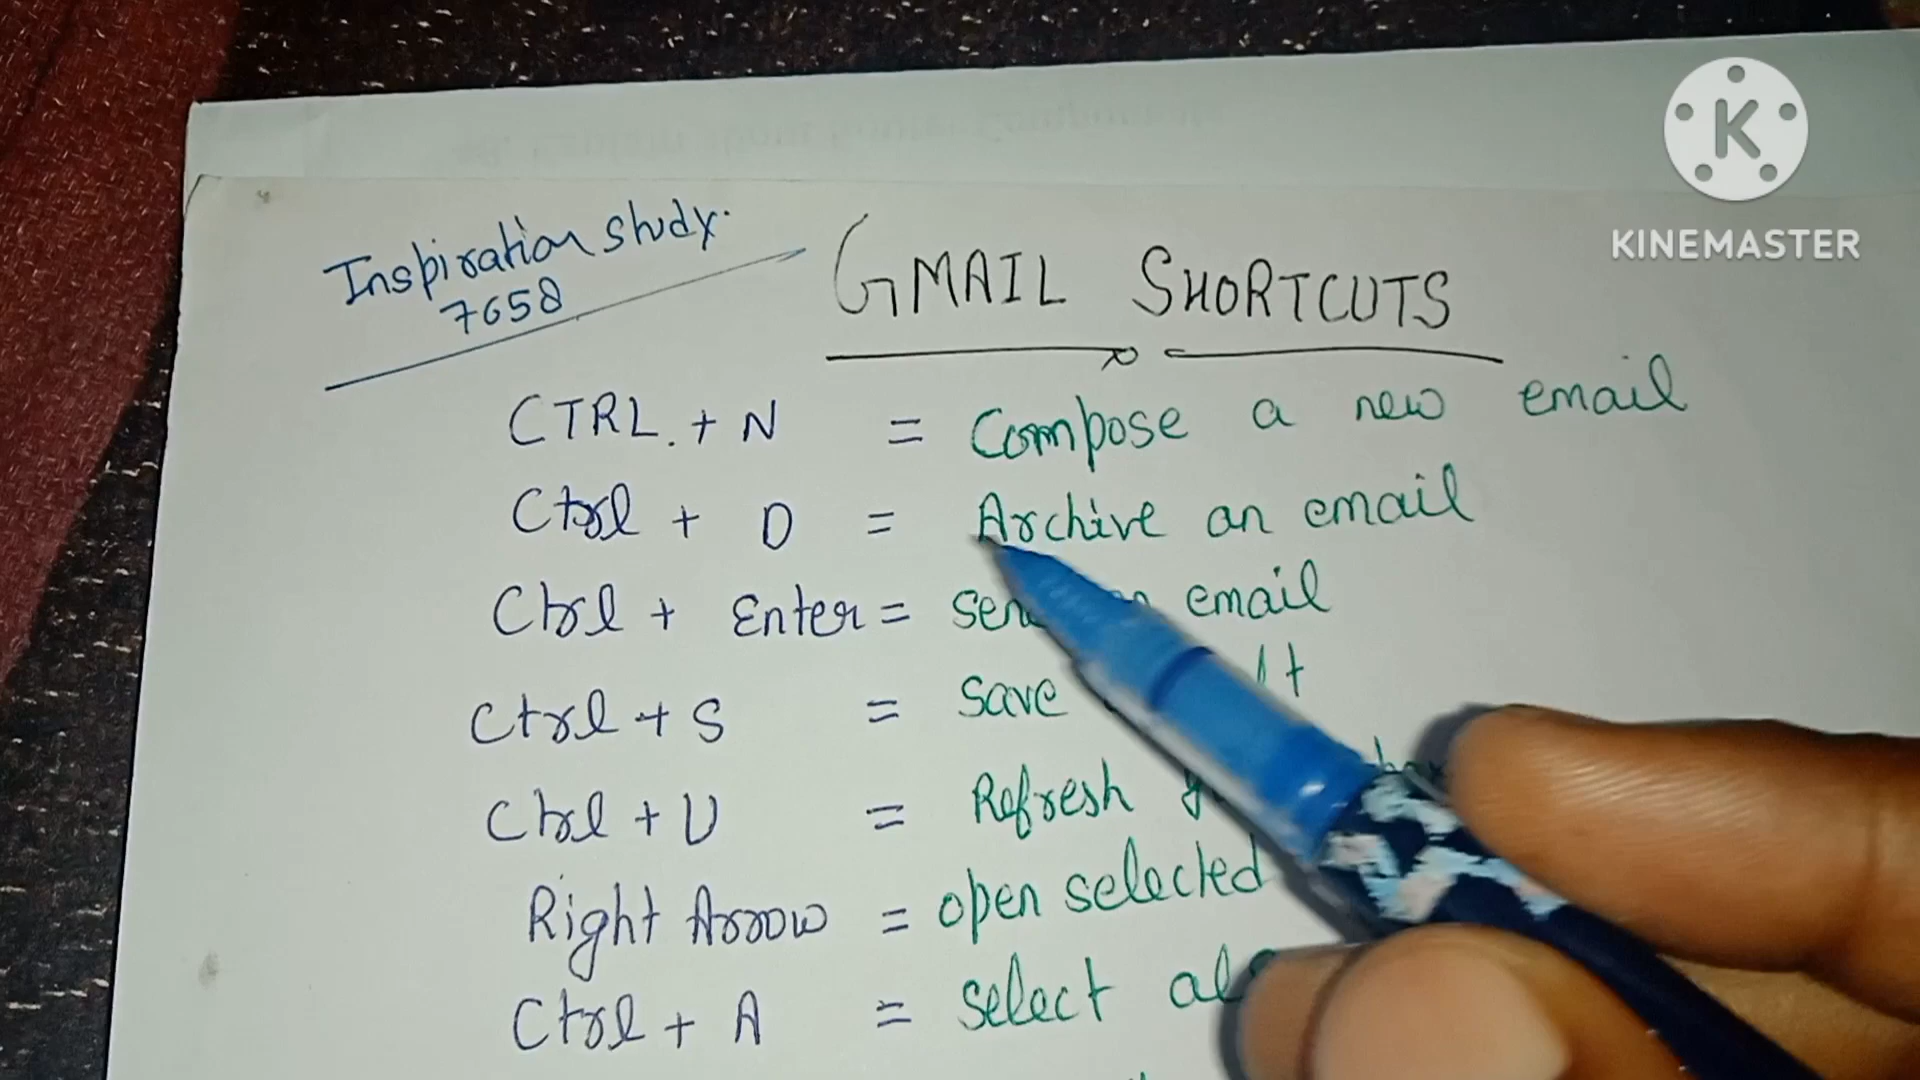 Inspiration study.
7658
GMAIL SHORTCUTS
CTRL. + N = Compose a new email
Ctrl + D = Archive an email
Ctrl + Enter = email
Ctrl + S = Save
Ctrl + U = Refresh
Right Arrow = open selected
Ctrl + A = Select
K
KINEMASTER